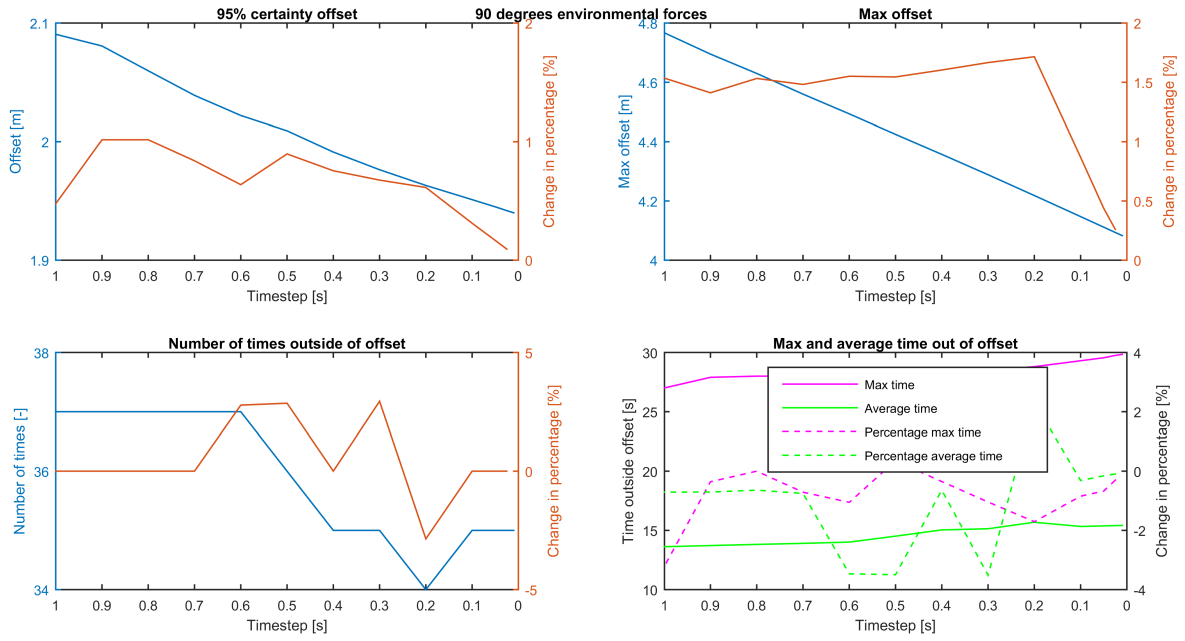 95% certainty offset
90 degrees environmental forces
Max offset
2.1
2
1.9
Offset [m]
2
1
0
Change in percentage [%]
1 0.9 0.8 0.7 0.6 0.5 0.4 0.3 0.2 0.1 0
Timestep [s]
4.8
4.6
4.4
4.2
4
Max offset [m]
2
1.5
1
0.5
0
Change in percentage [%]
1 0.9 0.8 0.7 0.6 0.5 0.4 0.3 0.2 0.1 0
Timestep [s]
Number of times outside of offset
38
36
34
Number of times [-]
5
0
-5
Change in percentage [%]
1 0.9 0.8 0.7 0.6 0.5 0.4 0.3 0.2 0.1 0
Timestep [s]
Max and average time out of offset
30
25
20
15
10
Time outside offset [s]
Max time
Average time
Percentage max time
Percentage average time
4
2
0
-2
-4
Change in percentage [%]
1 0.9 0.8 0.7 0.6 0.5 0.4 0.3 0.2 0.1 0
Timestep [s]